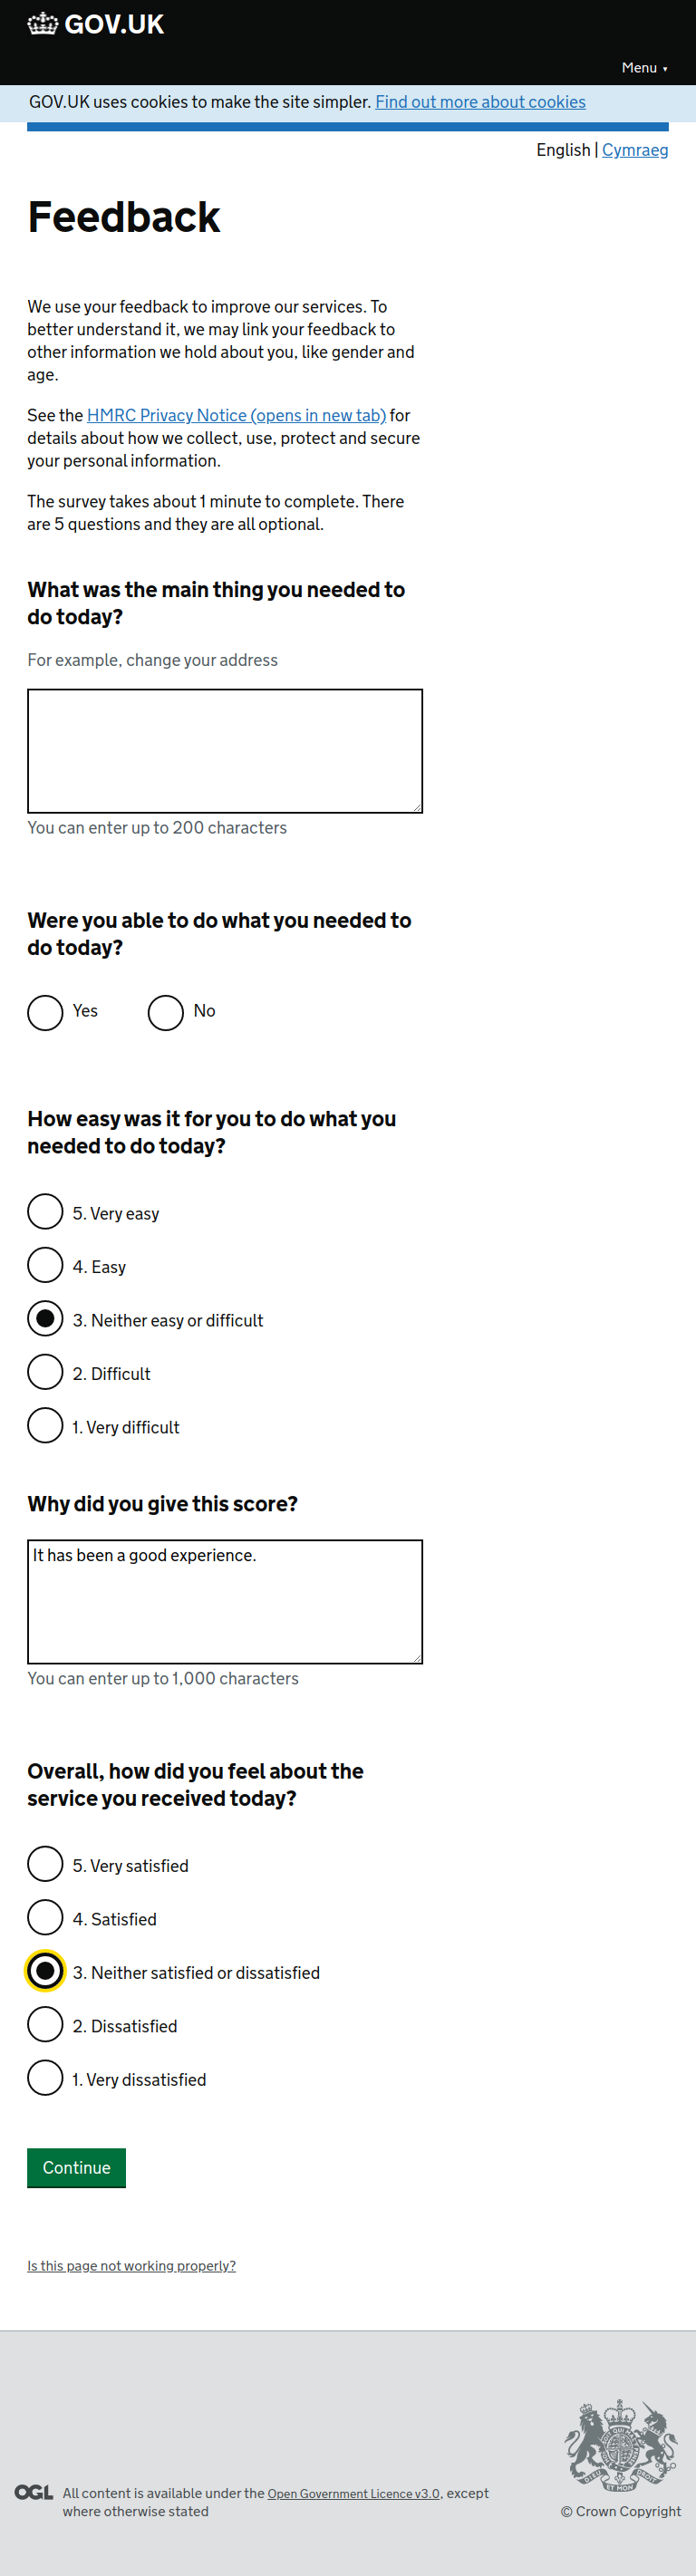 GOV.UK
Menu ▾
GOV.UK uses cookies to make the site simpler. Find out more about cookies
English | Cymraeg
Feedback
We use your feedback to improve our services. To
better understand it, we may link your feedback to
other information we hold about you, like gender and
age.
See the HMRC Privacy Notice (opens in new tab) for
details about how we collect, use, protect and secure
your personal information.
The survey takes about 1 minute to complete. There
are 5 questions and they are all optional.
What was the main thing you needed to
do today?
For example, change your address
You can enter up to 200 characters
Were you able to do what you needed to
do today?
Yes No
How easy was it for you to do what you
needed to do today?
5. Very easy
4. Easy
3. Neither easy or difficult
2. Difficult
1. Very difficult
Why did you give this score?
It has been a good experience.
You can enter up to 1,000 characters
Overall, how did you feel about the
service you received today?
5. Very satisfied
4. Satisfied
3. Neither satisfied or dissatisfied
2. Dissatisfied
1. Very dissatisfied
Continue
Is this page not working properly?
OGL All content is available under the Open Government Licence v3.0, except
where otherwise stated
© Crown Copyright